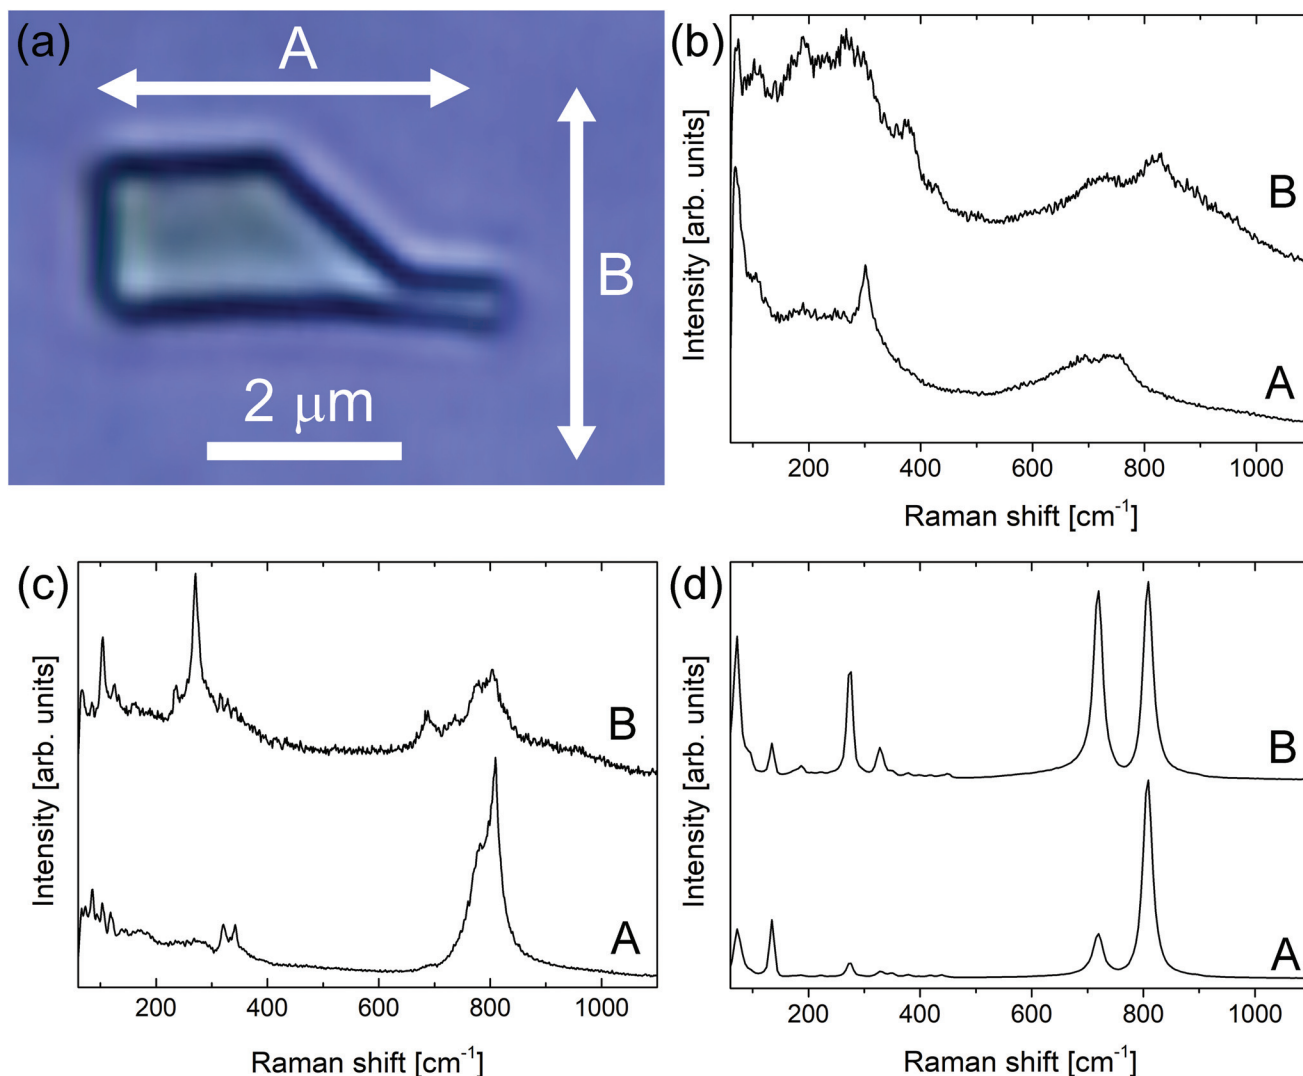 (a)
A
B
2 μm
(b)
Intensity [arb. units]
B
A
200 400 600 800 1000
Raman shift [cm⁻¹]
(c)
Intensity [arb. units]
B
A
200 400 600 800 1000
Raman shift [cm⁻¹]
(d)
Intensity [arb. units]
B
A
200 400 600 800 1000
Raman shift [cm⁻¹]